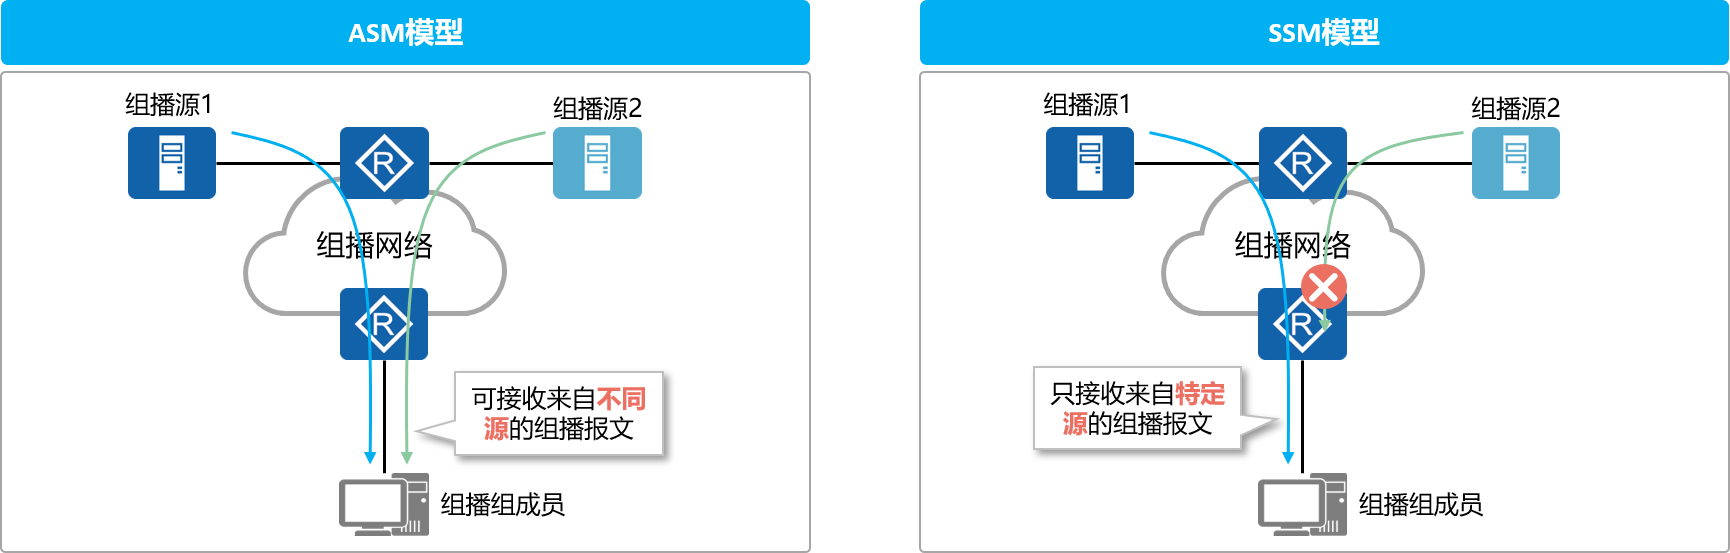 ASM模型
组播源1
组播源2
R
组播网络
R
可接收来自不同
源的组播报文
组播组成员
SSM模型
组播源1
组播源2
R
组播网络
R
只接收来自特定
源的组播报文
组播组成员